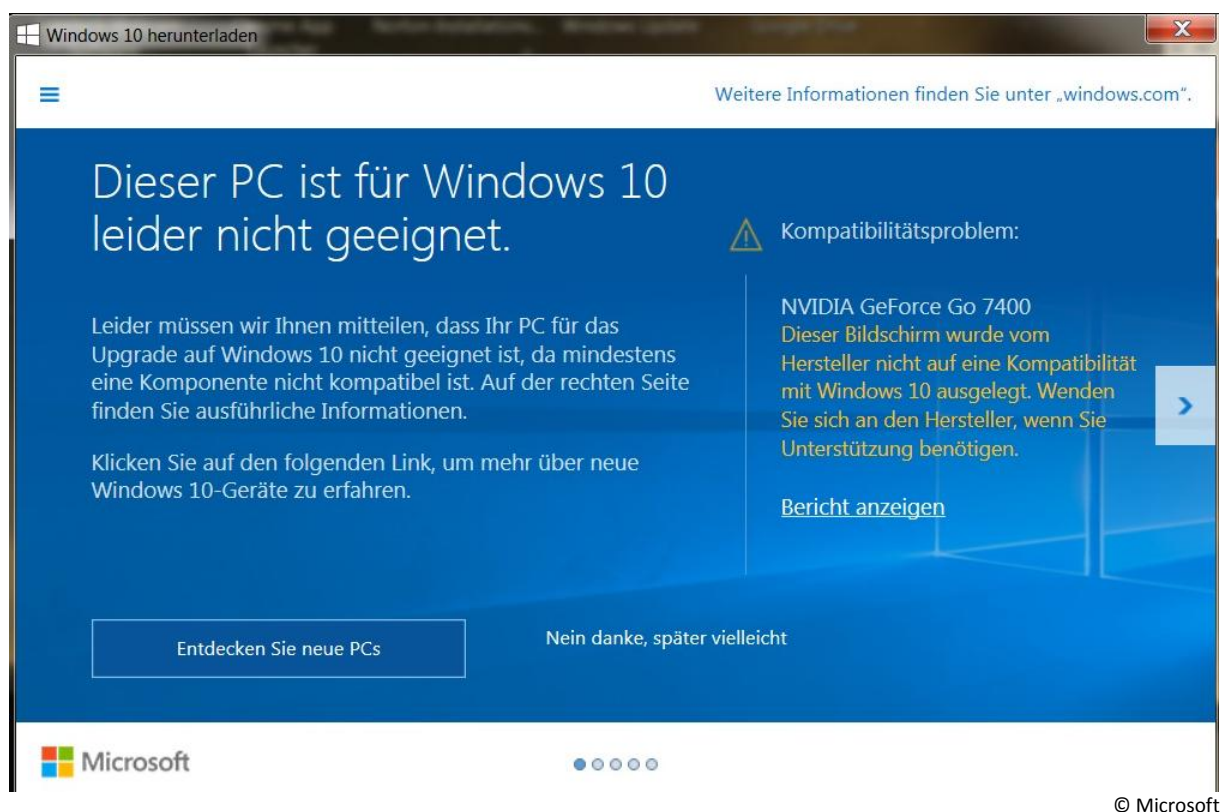 Windows 10 herunterladen
Weitere Informationen finden Sie unter „windows.com“.
Dieser PC ist für Windows 10
leider nicht geeignet.
Leider müssen wir Ihnen mitteilen, dass Ihr PC für das
Upgrade auf Windows 10 nicht geeignet ist, da mindestens
eine Komponente nicht kompatibel ist. Auf der rechten Seite
finden Sie ausführliche Informationen.
Klicken Sie auf den folgenden Link, um mehr über neue
Windows 10-Geräte zu erfahren.
Kompatibilitätsproblem:
NVIDIA GeForce Go 7400
Dieser Bildschirm wurde vom
Hersteller nicht auf eine Kompatibilität
mit Windows 10 ausgelegt. Wenden
Sie sich an den Hersteller, wenn Sie
Unterstützung benötigen.
Bericht anzeigen
Entdecken Sie neue PCs
Nein danke, später vielleicht
Microsoft
© Microsoft